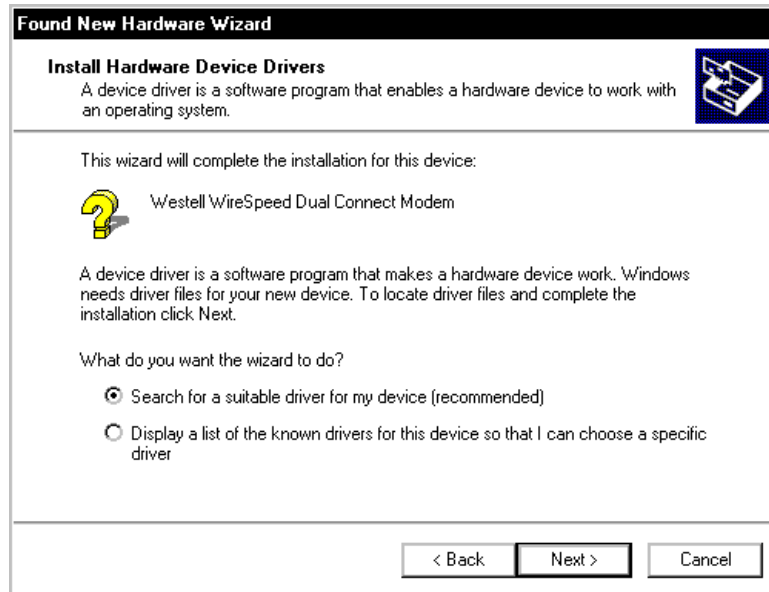 Found New Hardware Wizard
Install Hardware Device Drivers
A device driver is a software program that enables a hardware device to work with
an operating system.
This wizard will complete the installation for this device:
Westell WireSpeed Dual Connect Modem
A device driver is a software program that makes a hardware device work. Windows
needs driver files for your new device. To locate driver files and complete the
installation click Next.
What do you want the wizard to do?
Search for a suitable driver for my device (recommended)
Display a list of the known drivers for this device so that I can choose a specific
driver
< Back Next > Cancel